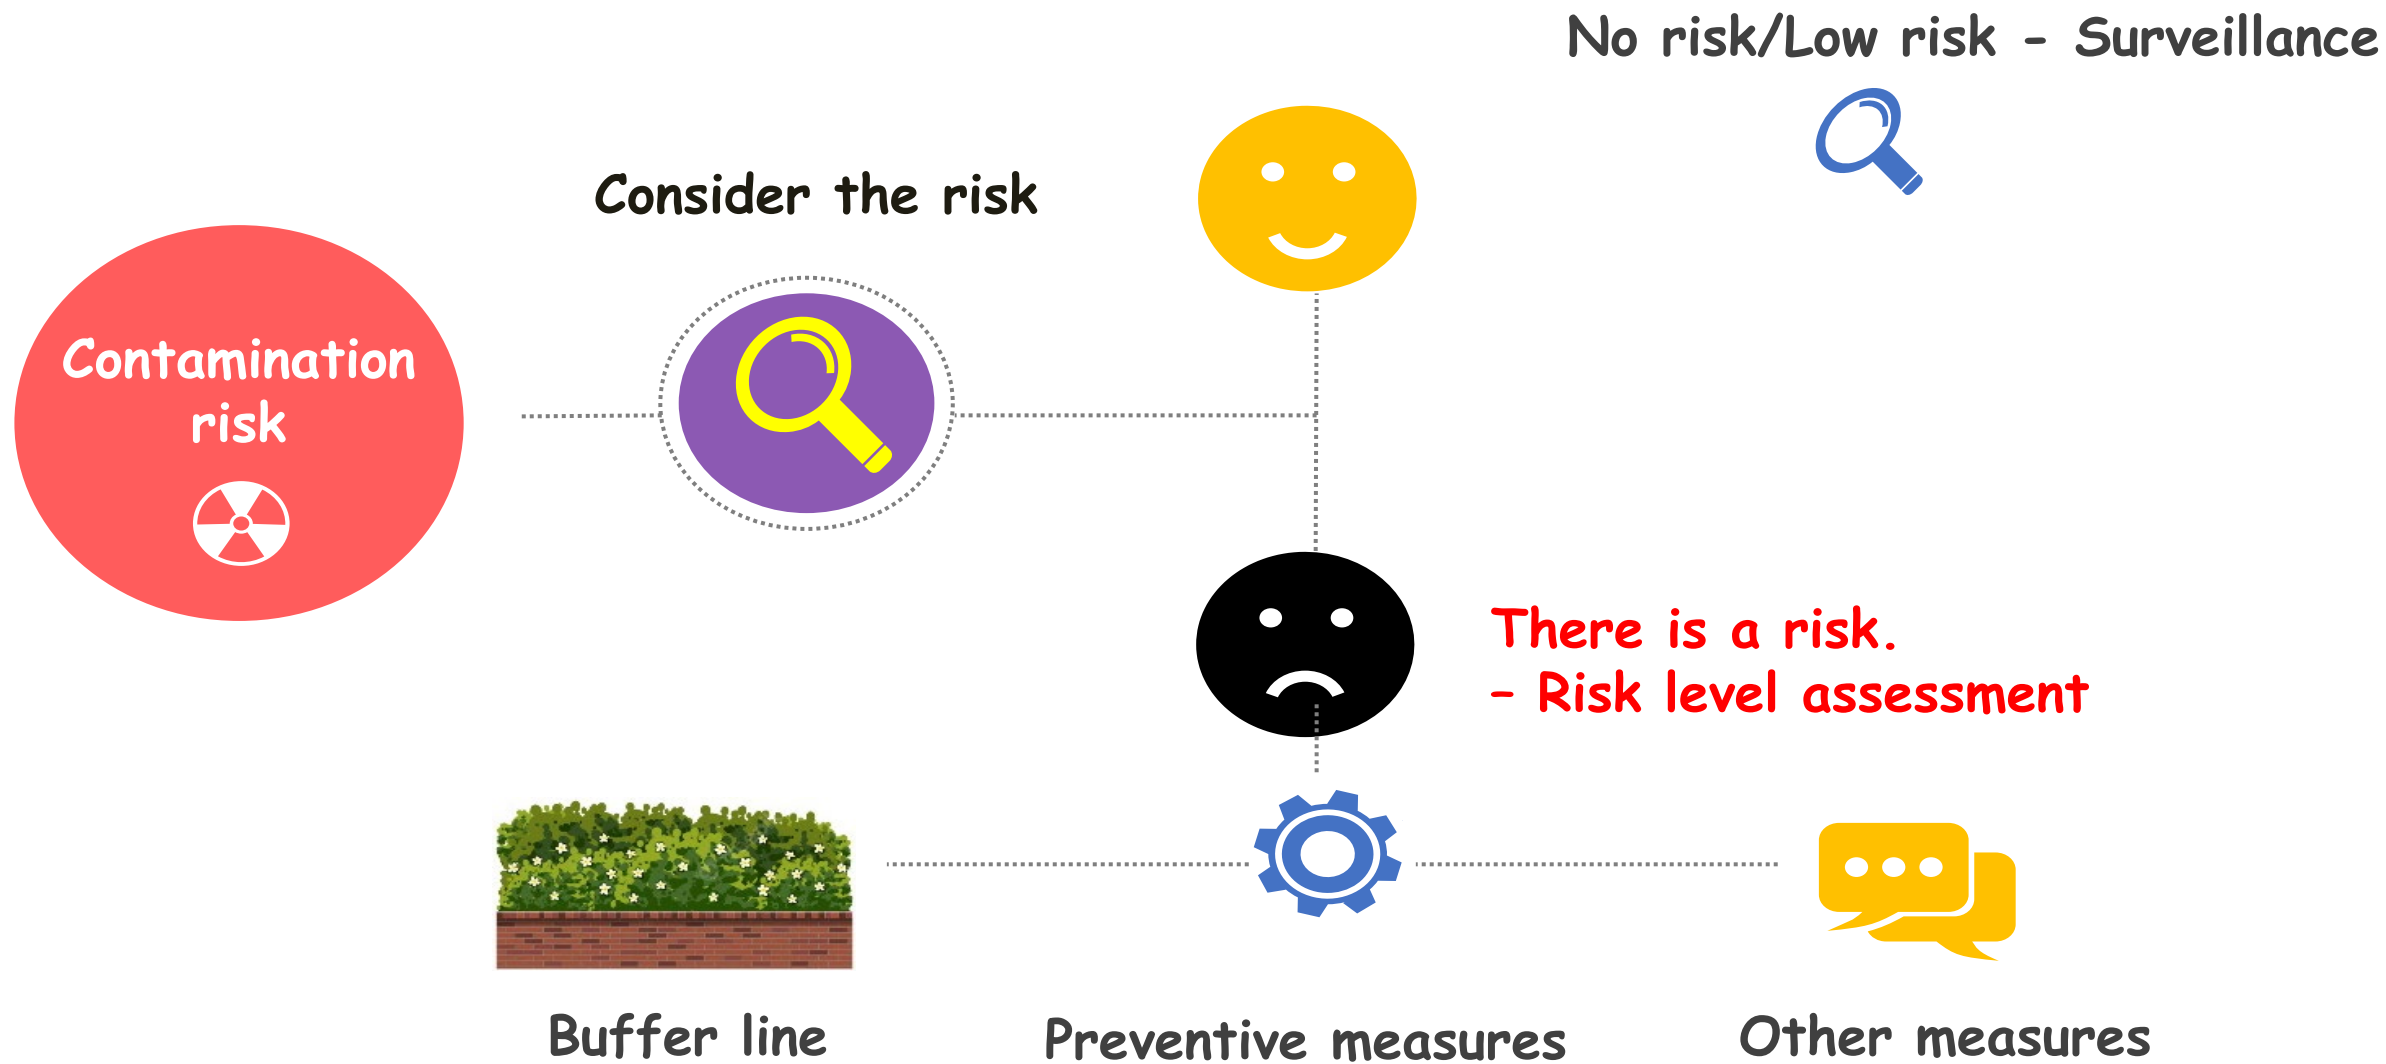 No risk/Low risk - Surveillance
Consider the risk
Contamination
risk
There is a risk.
- Risk level assessment
Buffer line
Preventive measures
Other measures